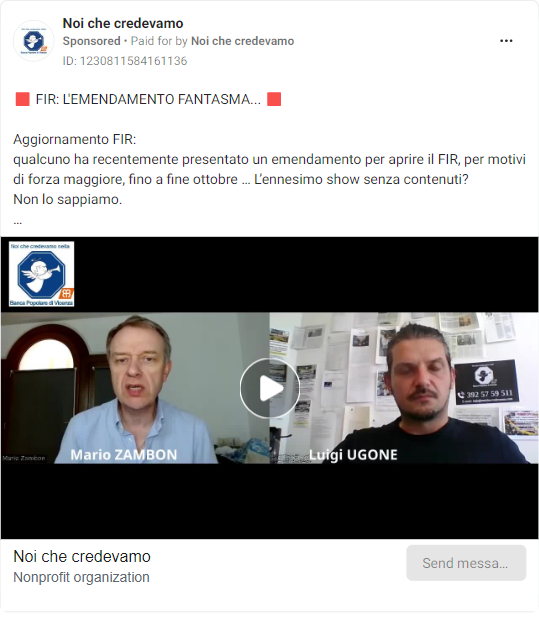 Noi che credevamo
Sponsored • Paid for by Noi che credevamo
ID: 1230811584161136
🟥 FIR: L'EMENDAMENTO FANTASMA... 🟥
Aggiornamento FIR:
qualcuno ha recentemente presentato un emendamento per aprire il FIR, per motivi
di forza maggiore, fino a fine ottobre ... L'ennesimo show senza contenuti?
Non lo sappiamo.
...
Noi che credevamo nella
Banca Popolare di Vicenza
Mario ZAMBON
Mario Zambon
Luigi UGONE
392 57 59 511
Noi che credevamo
Nonprofit organization
Send messa...